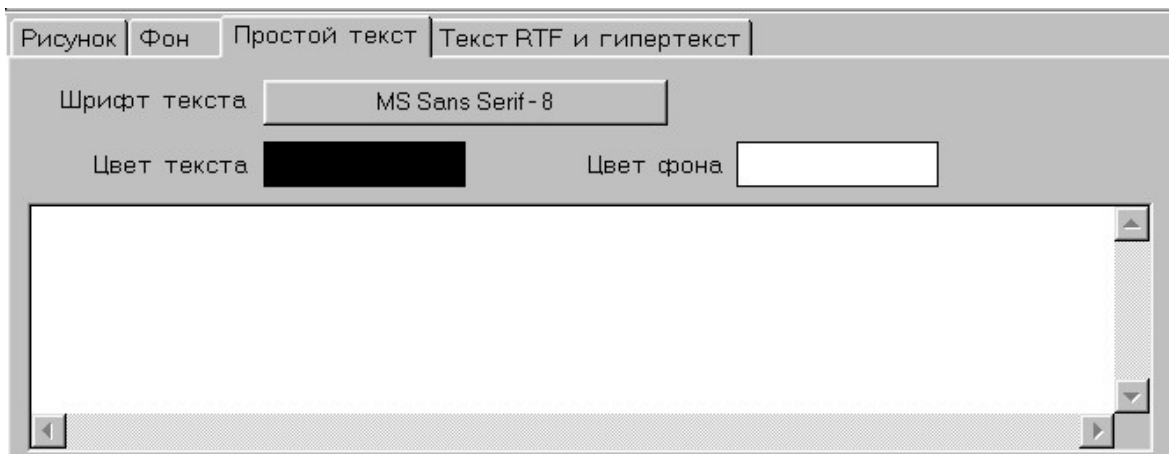 Рисунок Фон Простой текст Текст RTF и гипертекст
Шрифт текста MS Sans Serif - 8
Цвет текста Цвет фона